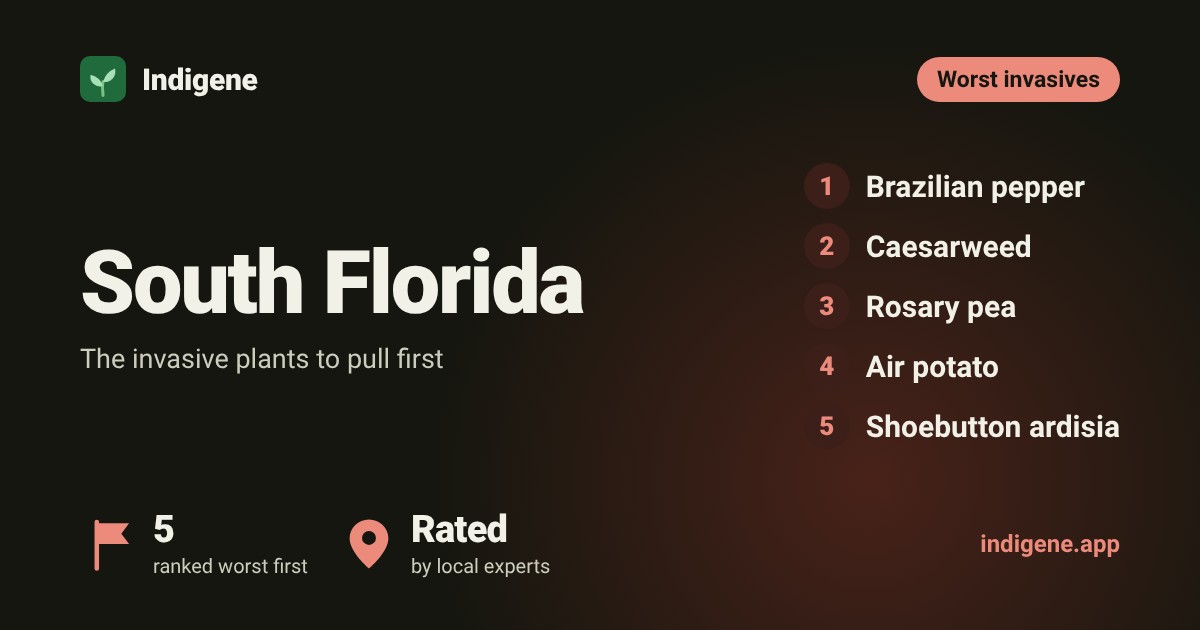 Indigene
Worst invasives
South Florida
The invasive plants to pull first
1 Brazilian pepper
2 Caesarweed
3 Rosary pea
4 Air potato
5 Shoebutton ardisia
5
ranked worst first
Rated
by local experts
indigene.app